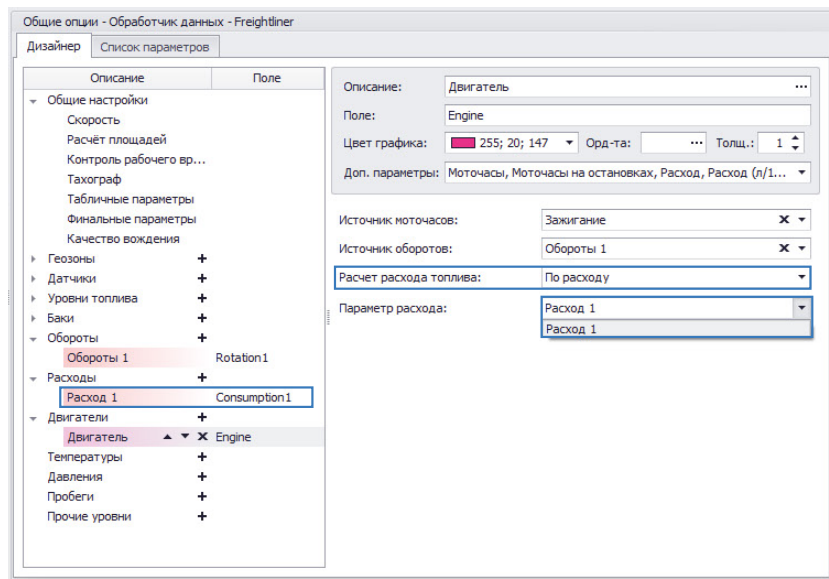 Общие опции - Обработчик данных - Freightliner
Дизайнер Список параметров
Описание Поле
Общие настройки
Скорость
Расчёт площадей
Контроль рабочего вр...
Тахограф
Табличные параметры
Финальные параметры
Качество вождения
Геозоны +
Датчики +
Уровни топлива +
Баки +
Обороты +
Обороты 1 Rotation1
Расходы +
Расход 1 Consumption1
Двигатели +
Двигатель Engine
Температуры +
Давления +
Пробеги +
Прочие уровни +
Описание: Двигатель ...
Поле: Engine
Цвет графика: 255; 20; 147 Орд-та: ... Толщ.: 1
Доп. параметры: Моточасы, Моточасы на остановках, Расход, Расход (л/1...
Источник моточасов: Зажигание
Источник оборотов: Обороты 1
Расчет расхода топлива: По расходу
Параметр расхода: Расход 1
Расход 1